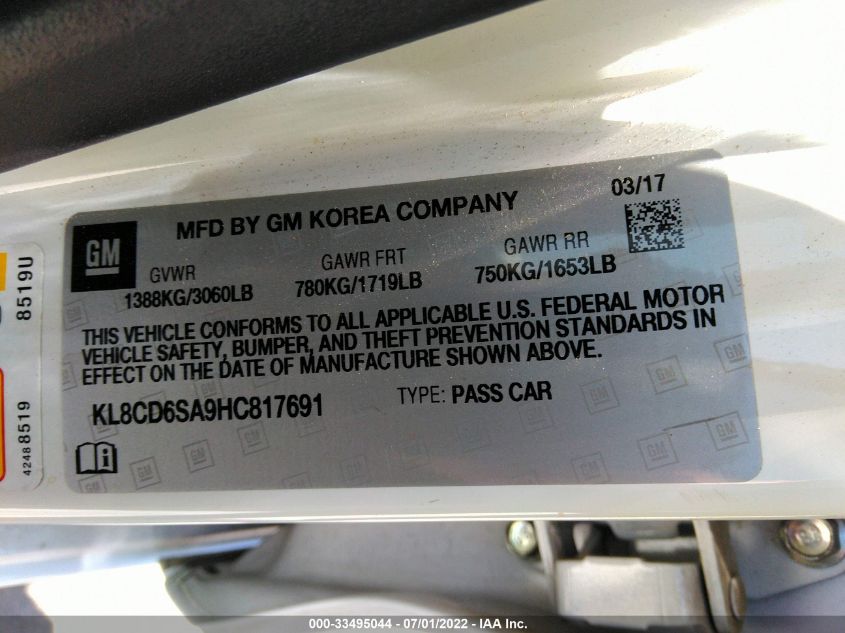 03/17
MFD BY GM KOREA COMPANY
GM
GVWR GAWR FRT GAWR RR
1388KG/3060LB 780KG/1719LB 750KG/1653LB
THIS VEHICLE CONFORMS TO ALL APPLICABLE U.S. FEDERAL MOTOR
VEHICLE SAFETY, BUMPER, AND THEFT PREVENTION STANDARDS IN
EFFECT ON THE DATE OF MANUFACTURE SHOWN ABOVE.
KL8CD6SA9HC817691 TYPE: PASS CAR
8519U
42488519
000-33495044 - 07/01/2022 - IAA Inc.